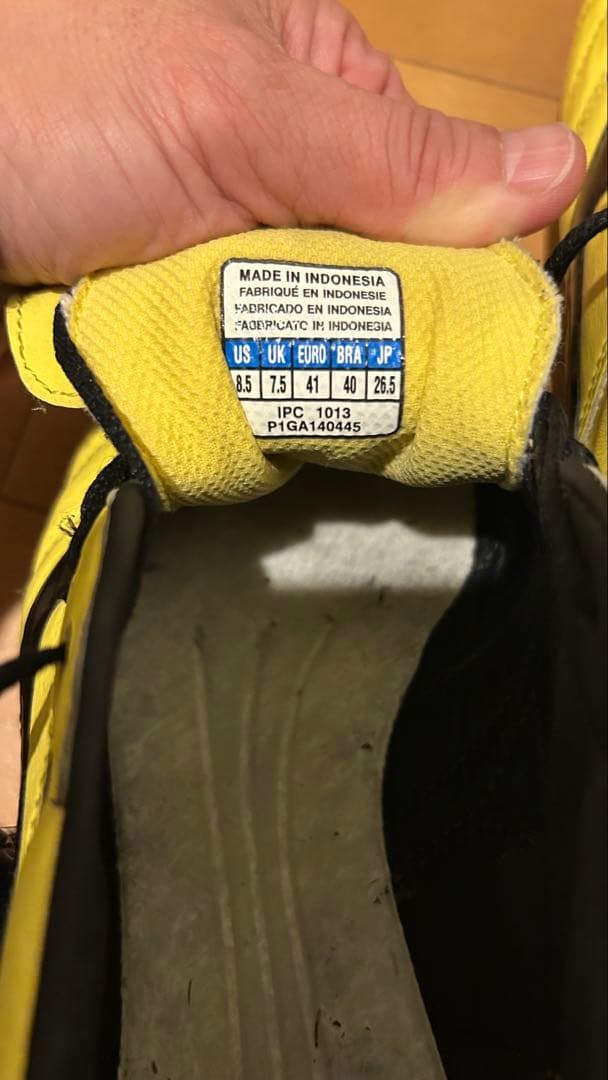 MADE IN INDONESIA
FABRIQUÉ EN INDONESIE
FABRICADO EN INDONESIA
FABBRICATO IN INDONESIA
US UK EURO BRA JP
8.5 7.5 41 40 26.5
IPC 1013
P1GA140445